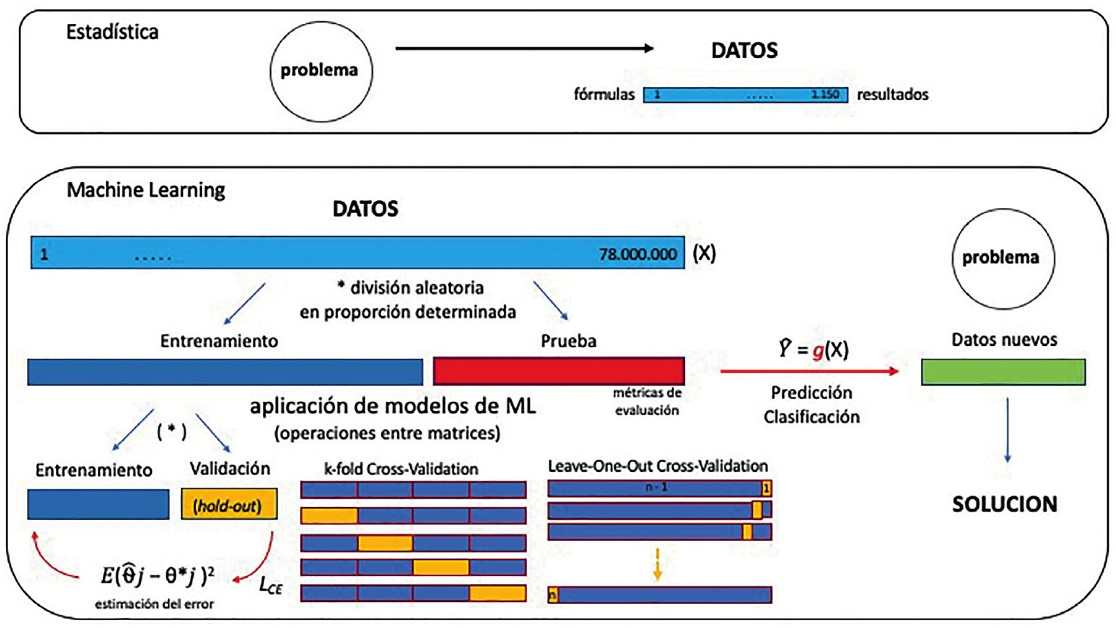 Estadística
problema
DATOS
fórmulas 1 ..... 1.150 resultados
Machine Learning
DATOS
1 ..... 78.000.000 (X)
problema
* división aleatoria
en proporción determinada
Entrenamiento
Prueba
Datos nuevos
Ŷ = g(X)
métricas de
evaluación
Predicción
Clasificación
aplicación de modelos de ML
(operaciones entre matrices)
( * )
Entrenamiento
Validación
(hold-out)
k-fold Cross-Validation
Leave-One-Out Cross-Validation
n - 1 1
n
SOLUCION
E(θ̂j – θ*j )²
estimación del error
LCE